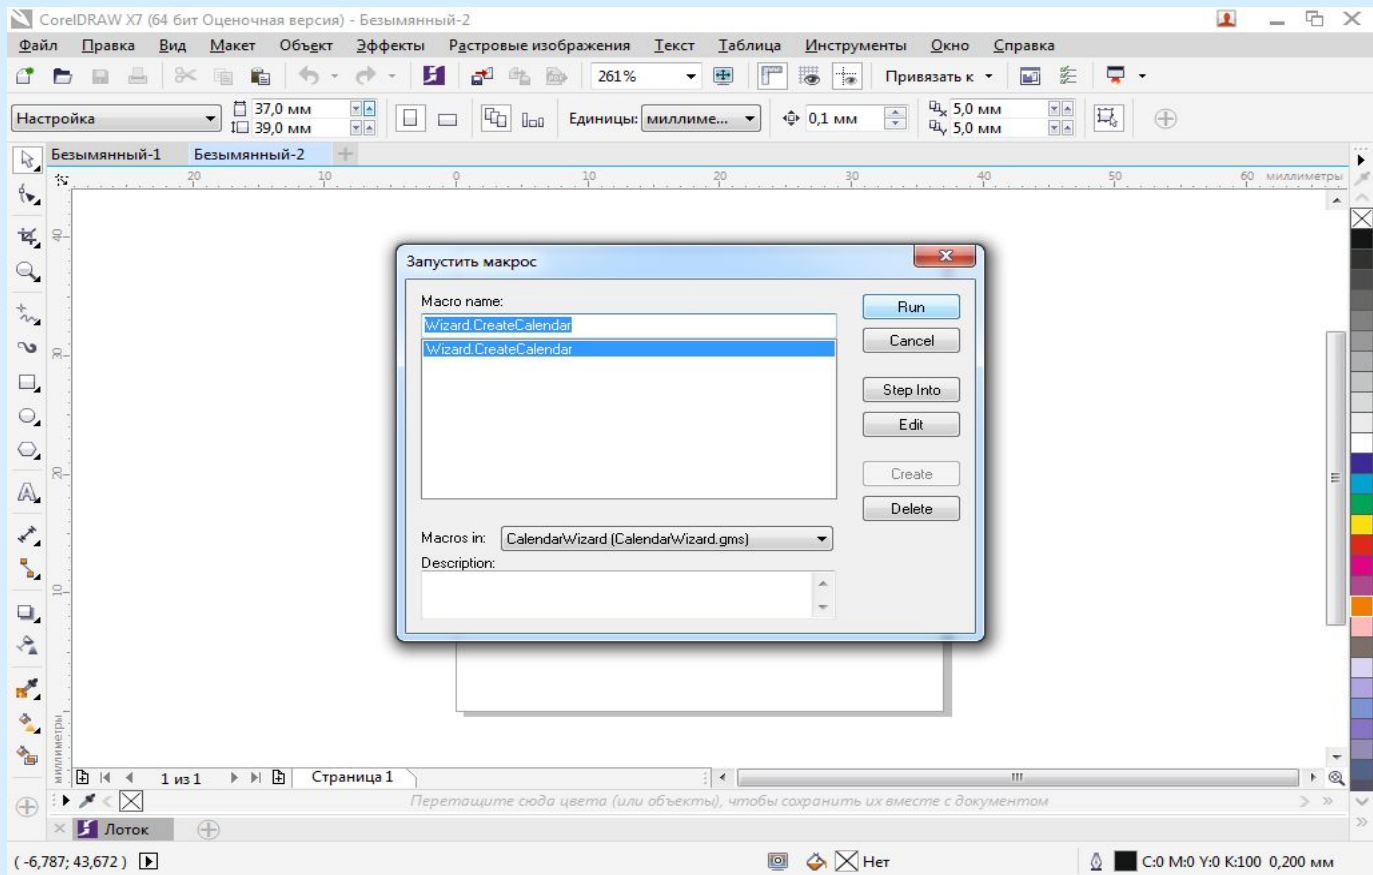 CorelDRAW X7 (64 бит Оценочная версия) - Безымянный-2
Файл Правка Вид Макет Объект Эффекты Растровые изображения Текст Таблица Инструменты Окно Справка
261% Привязать к
Настройка 37,0 мм Единицы: миллиме... 0,1 мм 5,0 мм
39,0 мм 5,0 мм
Безымянный-1 Безымянный-2
20 10 0 10 20 30 40 50 60 миллиметры
40
30
20
10
миллиметры
Запустить макрос
Macro name:
Wizard.CreateCalendar
Wizard.CreateCalendar
Run
Cancel
Step Into
Edit
Create
Delete
Macros in: CalendarWizard (CalendarWizard.gms)
Description:
1 из 1 Страница 1
Перетащите сюда цвета (или объекты), чтобы сохранить их вместе с документом
Лоток
( -6,787; 43,672 ) Нет C:0 M:0 Y:0 K:100 0,200 мм